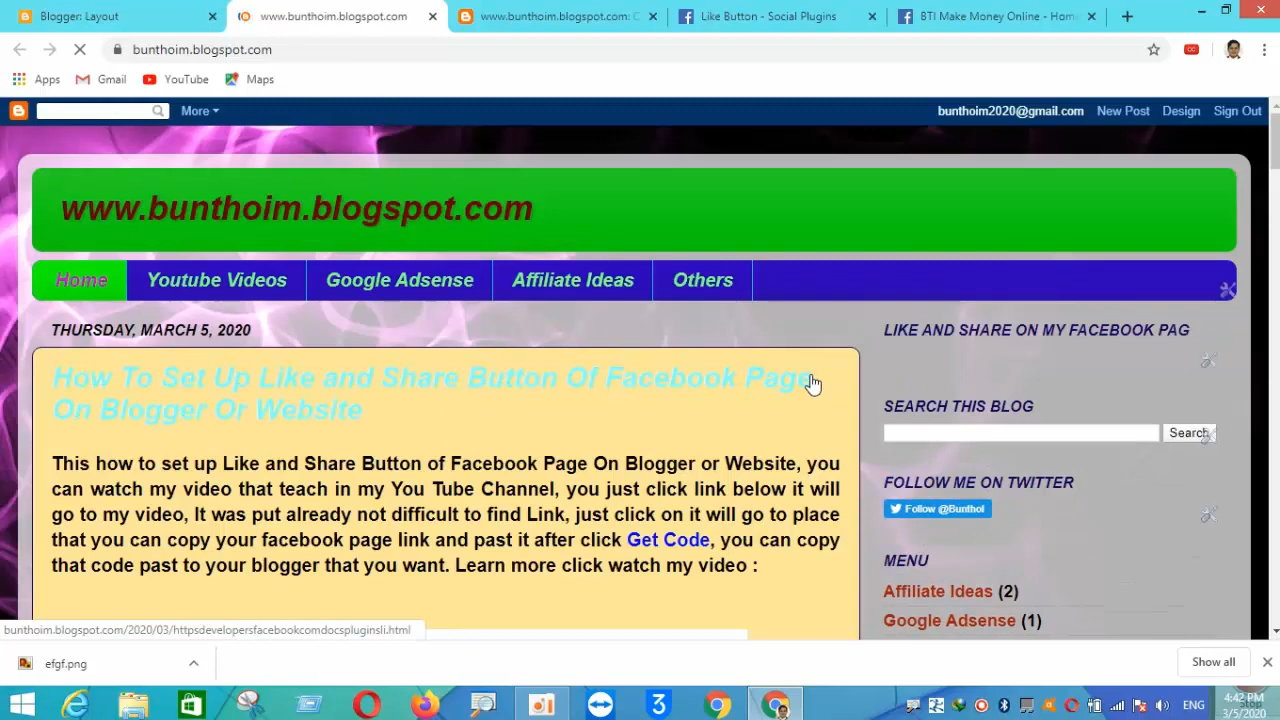 Blogger: Layout
www.bunthoim.blogspot.com
www.bunthoim.blogspot.com: C
Like Button - Social Plugins
BTI Make Money Online - Hom
bunthoim.blogspot.com
Apps
Gmail
YouTube
Maps
More
bunthoim2020@gmail.com
New Post
Design
Sign Out
www.bunthoim.blogspot.com
Home
Youtube Videos
Google Adsense
Affiliate Ideas
Others
THURSDAY, MARCH 5, 2020
How To Set Up Like and Share Button Of Facebook Page
On Blogger Or Website
This how to set up Like and Share Button of Facebook Page On Blogger or Website, you
can watch my video that teach in my You Tube Channel, you just click link below it will
go to my video, It was put already not difficult to find Link, just click on it will go to place
that you can copy your facebook page link and past it after click Get Code, you can copy
that code past to your blogger that you want. Learn more click watch my video :
LIKE AND SHARE ON MY FACEBOOK PAG
SEARCH THIS BLOG
Search
FOLLOW ME ON TWITTER
Follow @Bunthol
MENU
Affiliate Ideas (2)
Google Adsense (1)
bunthoim.blogspot.com/2020/03/httpsdevelopersfacebookcomdocspluginsli.html
efgf.png
Show all
ENG
4:42 PM
3/5/2020